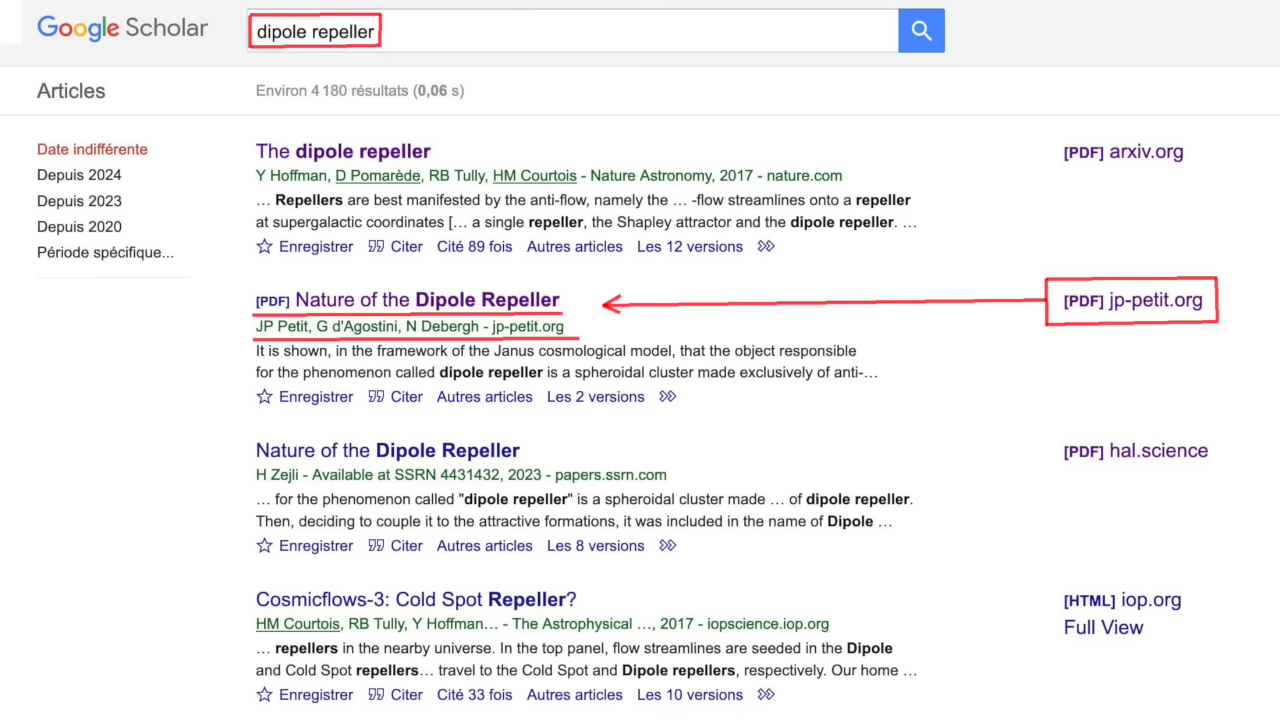 Google Scholar
dipole repeller
Articles
Environ 4 180 résultats (0,06 s)
Date indifférente
Depuis 2024
Depuis 2023
Depuis 2020
Période spécifique...
The dipole repeller
[PDF] arxiv.org
Y Hoffman, D Pomarède, RB Tully, HM Courtois - Nature Astronomy, 2017 - nature.com
… Repellers are best manifested by the anti-flow, namely the … -flow streamlines onto a repeller
at supergalactic coordinates [… a single repeller, the Shapley attractor and the dipole repeller. …
Enregistrer Citer Cité 89 fois Autres articles Les 12 versions
[PDF] Nature of the Dipole Repeller
[PDF] jp-petit.org
JP Petit, G d'Agostini, N Debergh - jp-petit.org
It is shown, in the framework of the Janus cosmological model, that the object responsible
for the phenomenon called dipole repeller is a spheroidal cluster made exclusively of anti-…
Enregistrer Citer Autres articles Les 2 versions
Nature of the Dipole Repeller
[PDF] hal.science
H Zejli - Available at SSRN 4431432, 2023 - papers.ssrn.com
… for the phenomenon called "dipole repeller" is a spheroidal cluster made … of dipole repeller.
Then, deciding to couple it to the attractive formations, it was included in the name of Dipole …
Enregistrer Citer Autres articles Les 8 versions
Cosmicflows-3: Cold Spot Repeller?
[HTML] iop.org
HM Courtois, RB Tully, Y Hoffman… - The Astrophysical …, 2017 - iopscience.iop.org
Full View
… repellers in the nearby universe. In the top panel, flow streamlines are seeded in the Dipole
and Cold Spot repellers… travel to the Cold Spot and Dipole repellers, respectively. Our home …
Enregistrer Citer Cité 33 fois Autres articles Les 10 versions